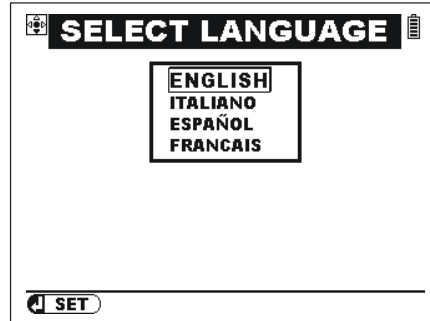 SELECT LANGUAGE
ENGLISH
ITALIANO
ESPAÑOL
FRANCAIS
SET